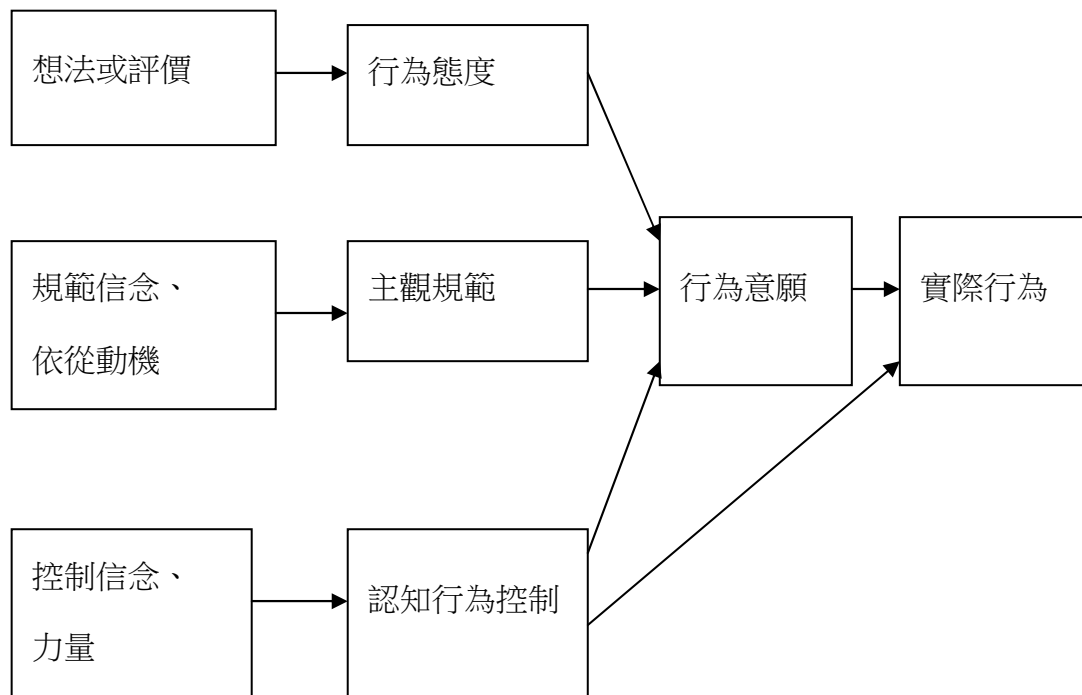 想法或評價
行為態度
規範信念、
依從動機
主觀規範
行為意願
實際行為
控制信念、
力量
認知行為控制